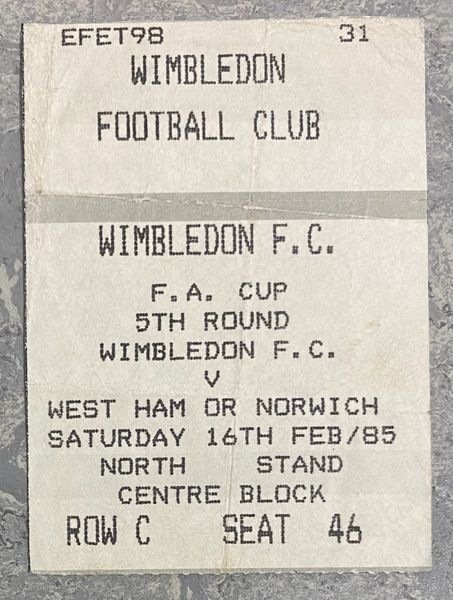 EFET98 31
WIMBLEDON
FOOTBALL CLUB
WIMBLEDON F.C.
F.A. CUP
5TH ROUND
WIMBLEDON F.C.
V
WEST HAM OR NORWICH
SATURDAY 16TH FEB/85
NORTH STAND
CENTRE BLOCK
ROW C SEAT 46